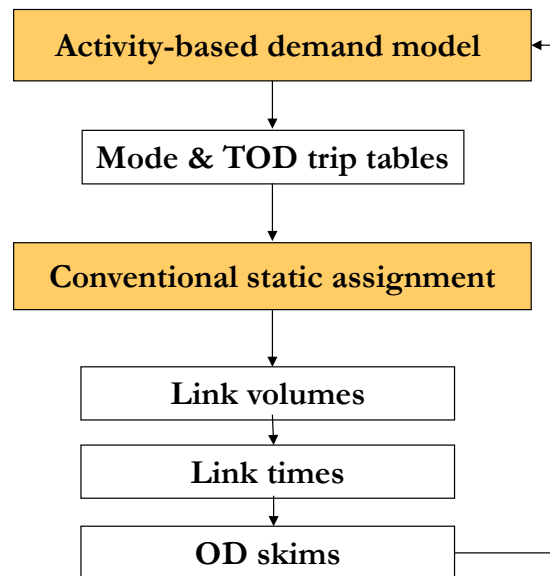 Activity-based demand model
Mode & TOD trip tables
Conventional static assignment
Link volumes
Link times
OD skims